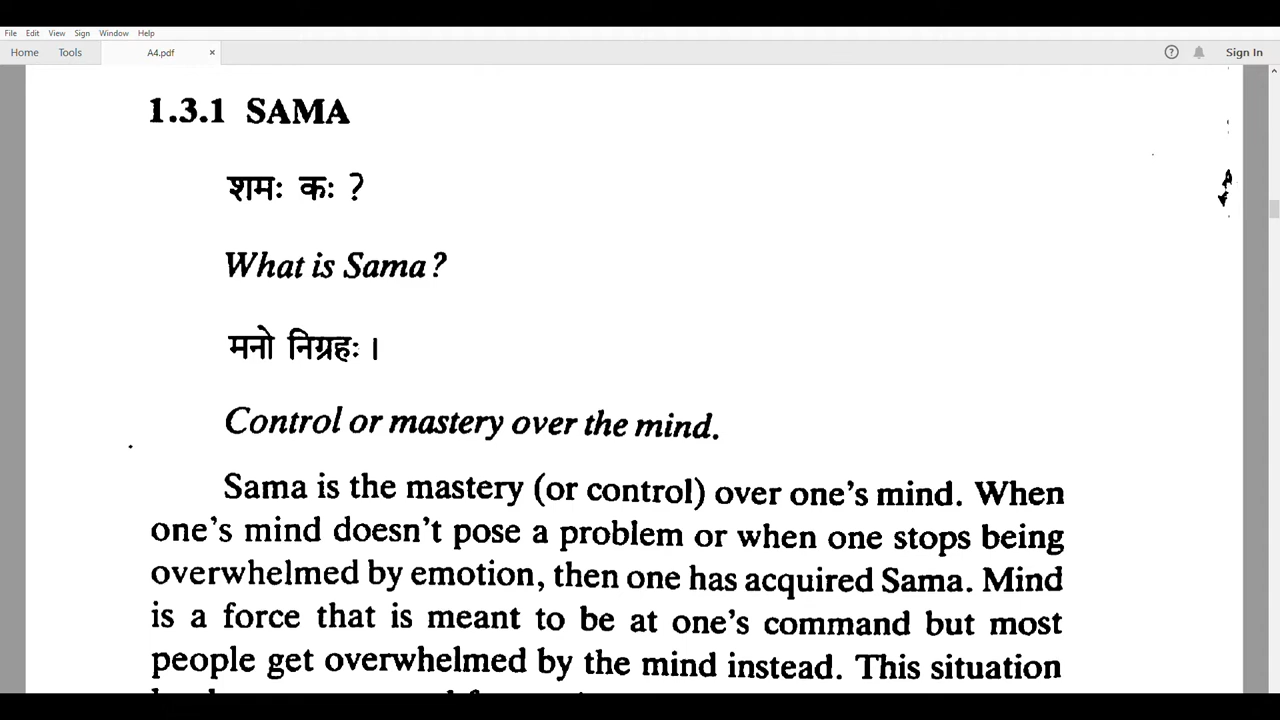 File Edit View Sign Window Help
Home Tools A4.pdf × ? Sign In
1.3.1 SAMA
शमः कः ?
What is Sama?
मनो निग्रहः ।
Control or mastery over the mind.
Sama is the mastery (or control) over one's mind. When
one's mind doesn't pose a problem or when one stops being
overwhelmed by emotion, then one has acquired Sama. Mind
is a force that is meant to be at one's command but most
people get overwhelmed by the mind instead. This situation